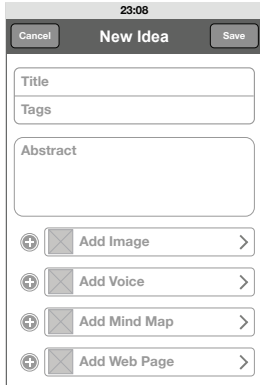 23:08
Cancel New Idea Save
Title
Tags
Abstract
Add Image
Add Voice
Add Mind Map
Add Web Page